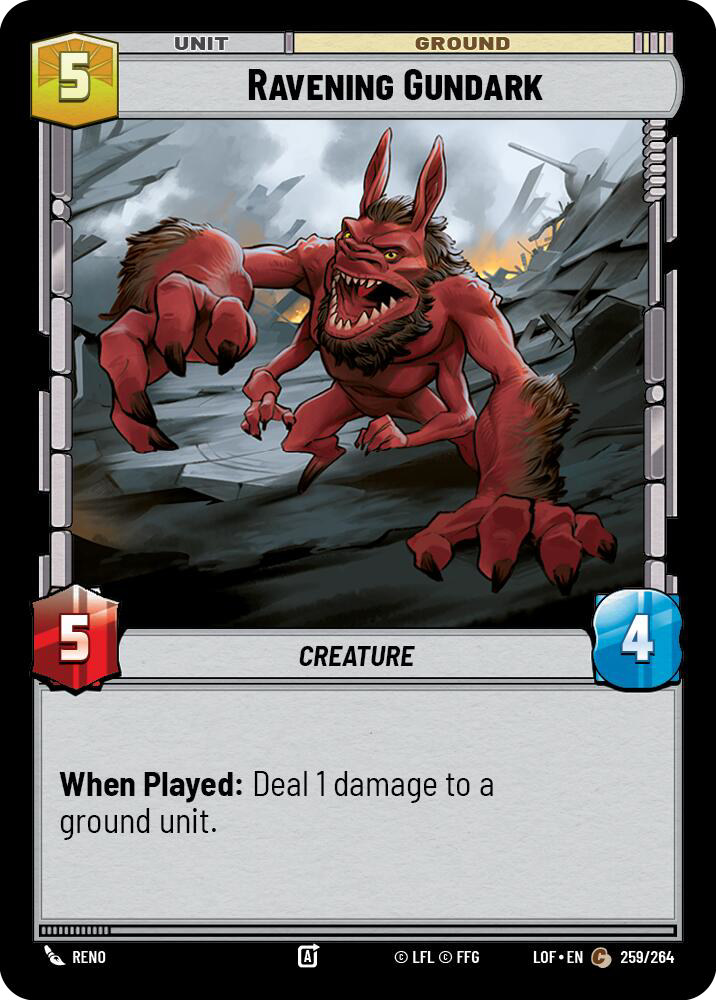 UNIT
GROUND
5
RAVENING GUNDARK
5
CREATURE
4
When Played: Deal 1 damage to a
ground unit.
RENO
A
© LFL © FFG
LOF • EN
C
259/264